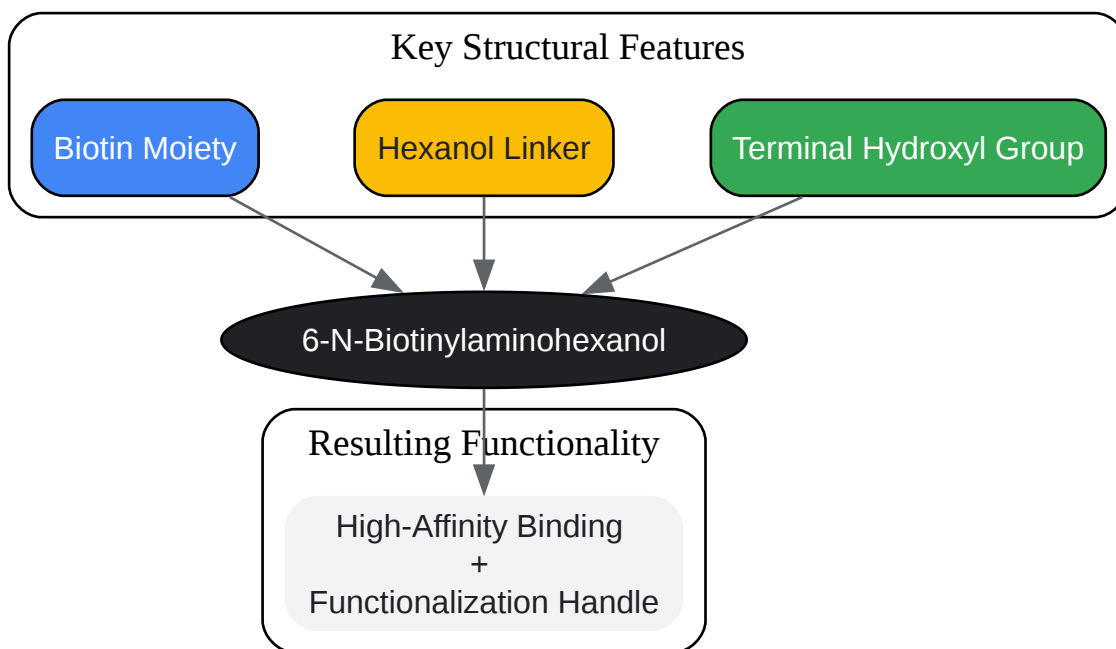 Key Structural Features
Biotin Moiety
Hexanol Linker
Terminal Hydroxyl Group
6-N-Biotinylaminohexanol
Resulting Functionality
High-Affinity Binding
+
Functionalization Handle